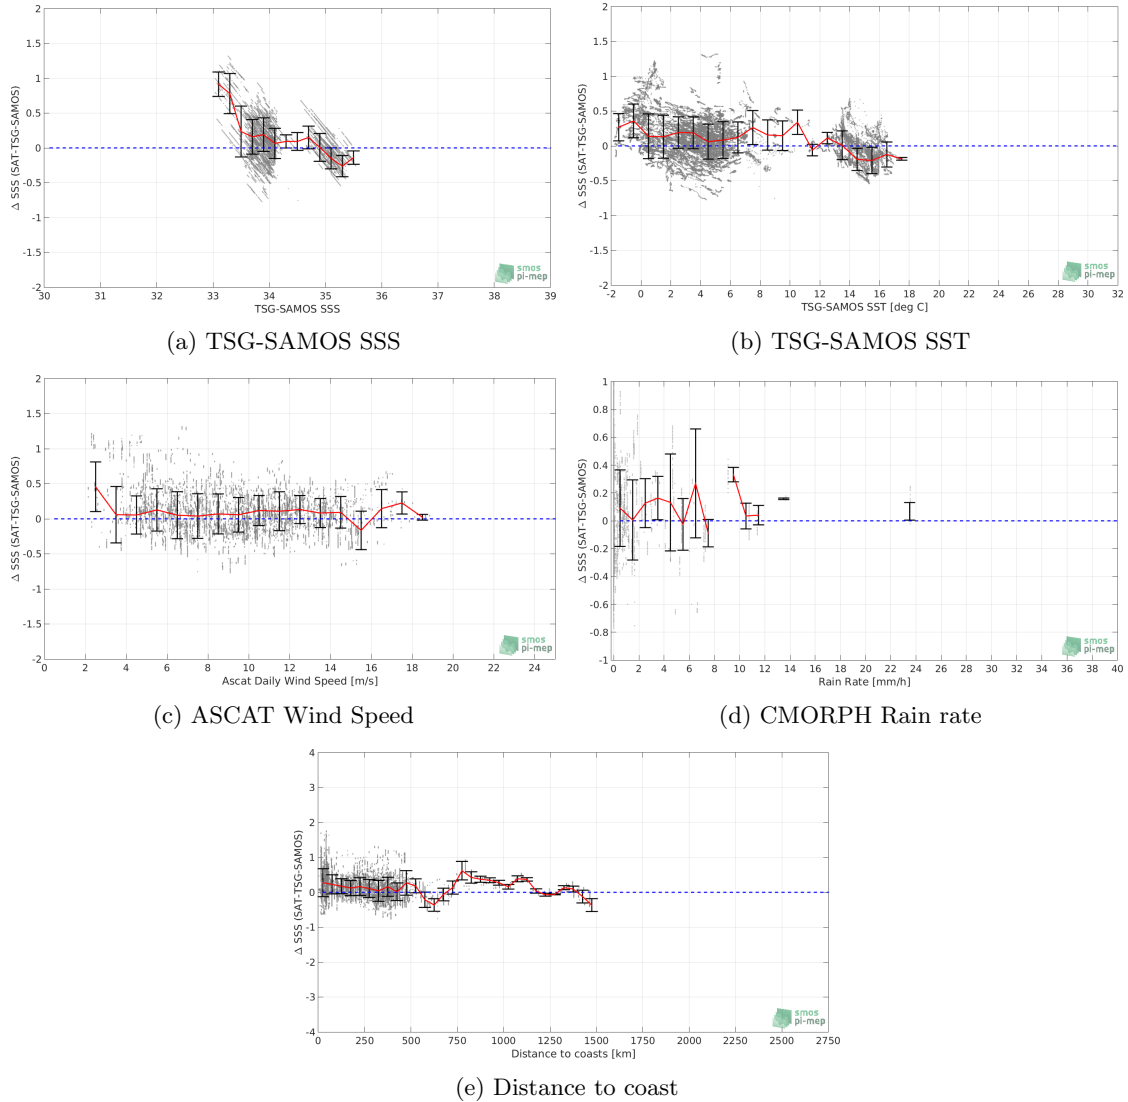 2
1.5
1
0.5
0
-0.5
-1
-1.5
-2
Δ SSS (SAT-TSG-SAMOS)
30 31 32 33 34 35 36 37 38 39
TSG-SAMOS SSS
smos
pi-mep
(a) TSG-SAMOS SSS
2
1.5
1
0.5
0
-0.5
-1
-1.5
-2
Δ SSS (SAT-TSG-SAMOS)
-2 0 2 4 6 8 10 12 14 16 18 20 22 24 26 28 30 32
TSG-SAMOS SST [deg C]
smos
pi-mep
(b) TSG-SAMOS SST
2
1.5
1
0.5
0
-0.5
-1
-1.5
-2
Δ SSS (SAT-TSG-SAMOS)
0 2 4 6 8 10 12 14 16 18 20 22 24
Ascat Daily Wind Speed [m/s]
smos
pi-mep
(c) ASCAT Wind Speed
1
0.8
0.6
0.4
0.2
0
-0.2
-0.4
-0.6
-0.8
-1
Δ SSS (SAT-TSG-SAMOS)
0 2 4 6 8 10 12 14 16 18 20 22 24 26 28 30 32 34 36 38 40
Rain Rate [mm/h]
smos
pi-mep
(d) CMORPH Rain rate
4
3
2
1
0
-1
-2
-3
-4
Δ SSS (SAT-TSG-SAMOS)
0 250 500 750 1000 1250 1500 1750 2000 2250 2500 2750
Distance to coasts [km]
smos
pi-mep
(e) Distance to coast